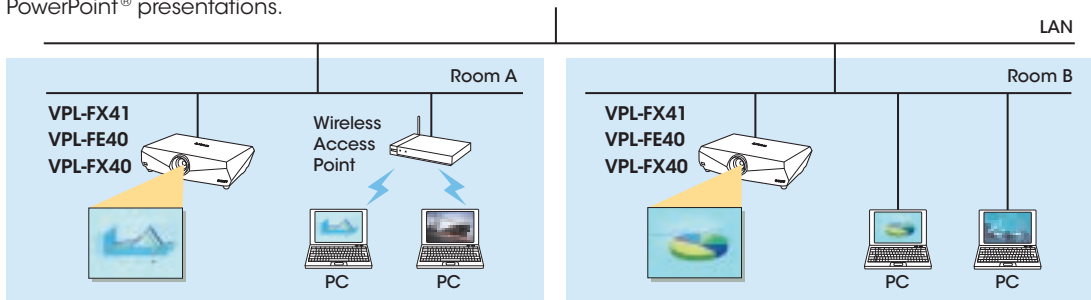 PowerPoint® presentations.
LAN
Room A
VPL-FX41
VPL-FE40
VPL-FX40
Wireless
Access
Point
PC
PC
Room B
VPL-FX41
VPL-FE40
VPL-FX40
PC
PC